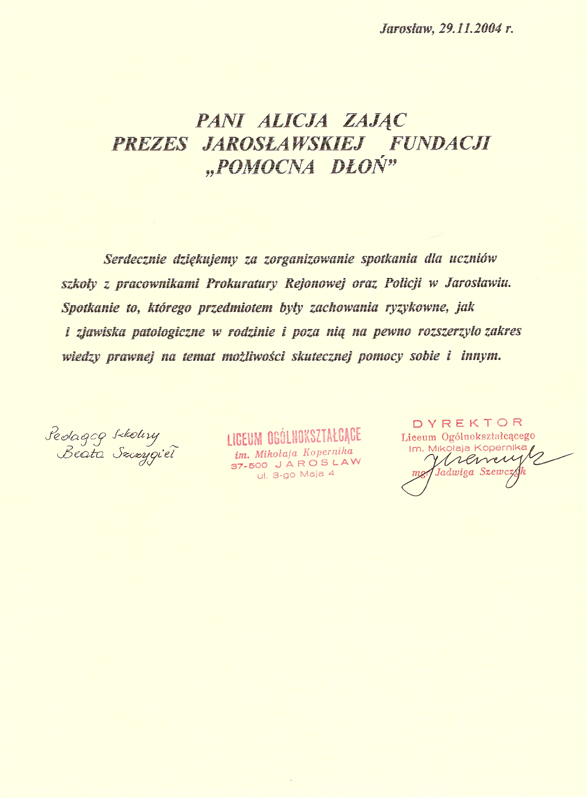 Jarosław, 29.11.2004 r.
PANI ALICJA ZAJĄC
PREZES JAROSŁAWSKIEJ FUNDACJI
„POMOCNA DŁOŃ”
Serdecznie dziękujemy za zorganizowanie spotkania dla uczniów
szkoły z pracownikami Prokuratury Rejonowej oraz Policji w Jarosławiu.
Spotkanie to, którego przedmiotem były zachowania ryzykowne, jak
i zjawiska patologiczne w rodzinie i poza nią na pewno rozszerzyło zakres
wiedzy prawnej na temat możliwości skutecznej pomocy sobie i innym.
Pedagog szkolny
Beata Szczygieł
LICEUM OGÓLNOKSZTAŁCĄCE
im. Mikołaja Kopernika
37-500 JAROSŁAW
ul. 3-go Maja 4
DYREKTOR
Liceum Ogólnokształcącego
im. Mikołaja Kopernika
JSzewczyk
mgr Jadwiga Szewczyk